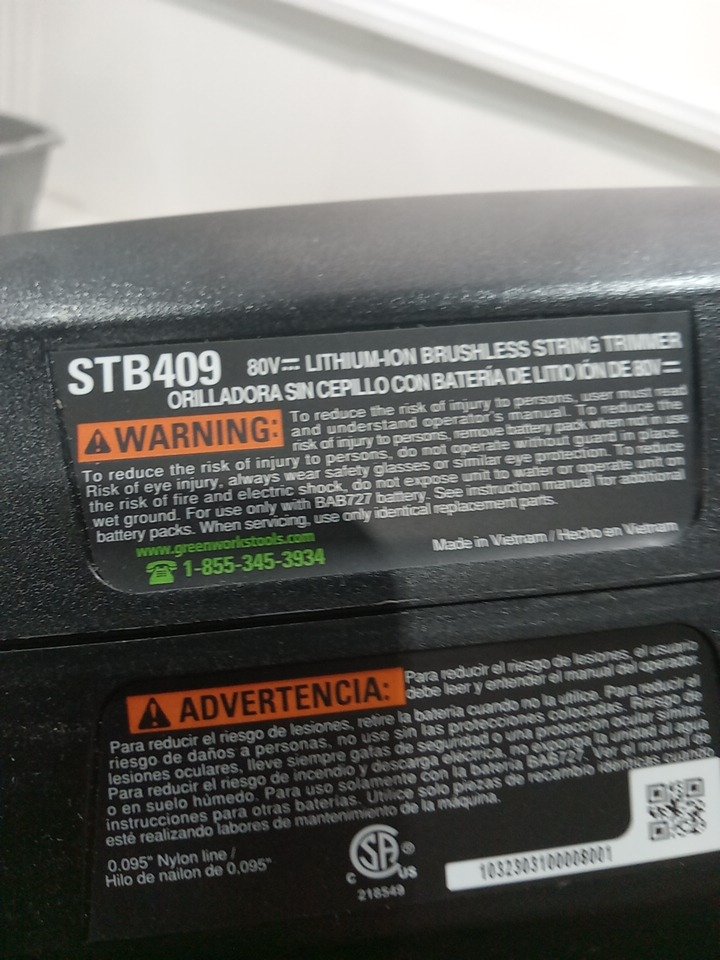 STB409 80V⎓ LITHIUM-ION BRUSHLESS STRING TRIMMER
ORILLADORA SIN CEPILLO CON BATERÍA DE LITIO IÓN DE 80V⎓
WARNING: To reduce the risk of injury to persons, user must read
and understand operator's manual. To reduce the
risk of injury to persons, remove battery pack when not in use
To reduce the risk of injury to persons, do not operate without guard in place.
Risk of eye injury, always wear safety glasses or similar eye protection. To reduce
the risk of fire and electric shock, do not expose unit to water or operate unit on
wet ground. For use only with BAB727 battery. See instruction manual for additional
battery packs. When servicing, use only identical replacement parts.
www.greenworkstools.com
Made in Vietnam / Hecho en Vietnam
1-855-345-3934
ADVERTENCIA: Para reducir el riesgo de lesiones, el usuario
debe leer y entender el manual del operador.
Para reducir el riesgo de lesiones, retire la batería cuando no la utilice. Para reducir el
riesgo de daños a personas, no use sin las protecciones colocadas. Riesgo de
lesiones oculares, lleve siempre gafas de seguridad o una protección ocular similar.
Para reducir el riesgo de incendio y descarga eléctrica, no exponga la unidad al agua
o en suelo húmedo. Para uso solamente con la batería BAB727. Ver el manual de
instrucciones para otras baterías. Utilice solo piezas de recambio idénticas cuando
esté realizando labores de mantenimiento de la máquina.
0.095" Nylon line /
Hilo de nailon de 0.095"
C SA ® US
218549
1032303100008001